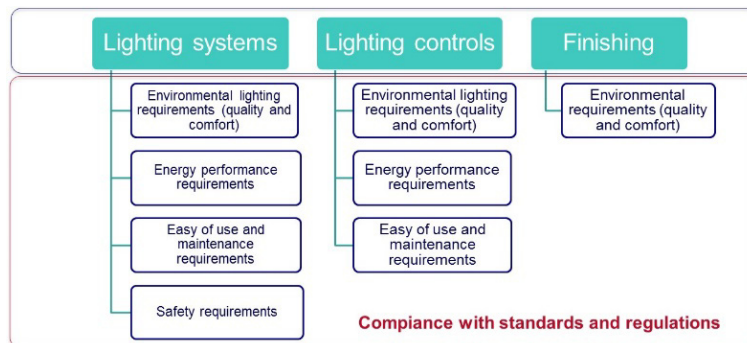 Lighting systems
Lighting controls
Finishing
Environmental lighting
requirements (quality and
comfort)
Energy performance
requirements
Easy of use and
maintenance
requirements
Safety requirements
Environmental lighting
requirements (quality
and comfort)
Energy performance
requirements
Easy of use and
maintenance
requirements
Environmental
requirements (quality
and comfort)
Compiance with standards and regulations